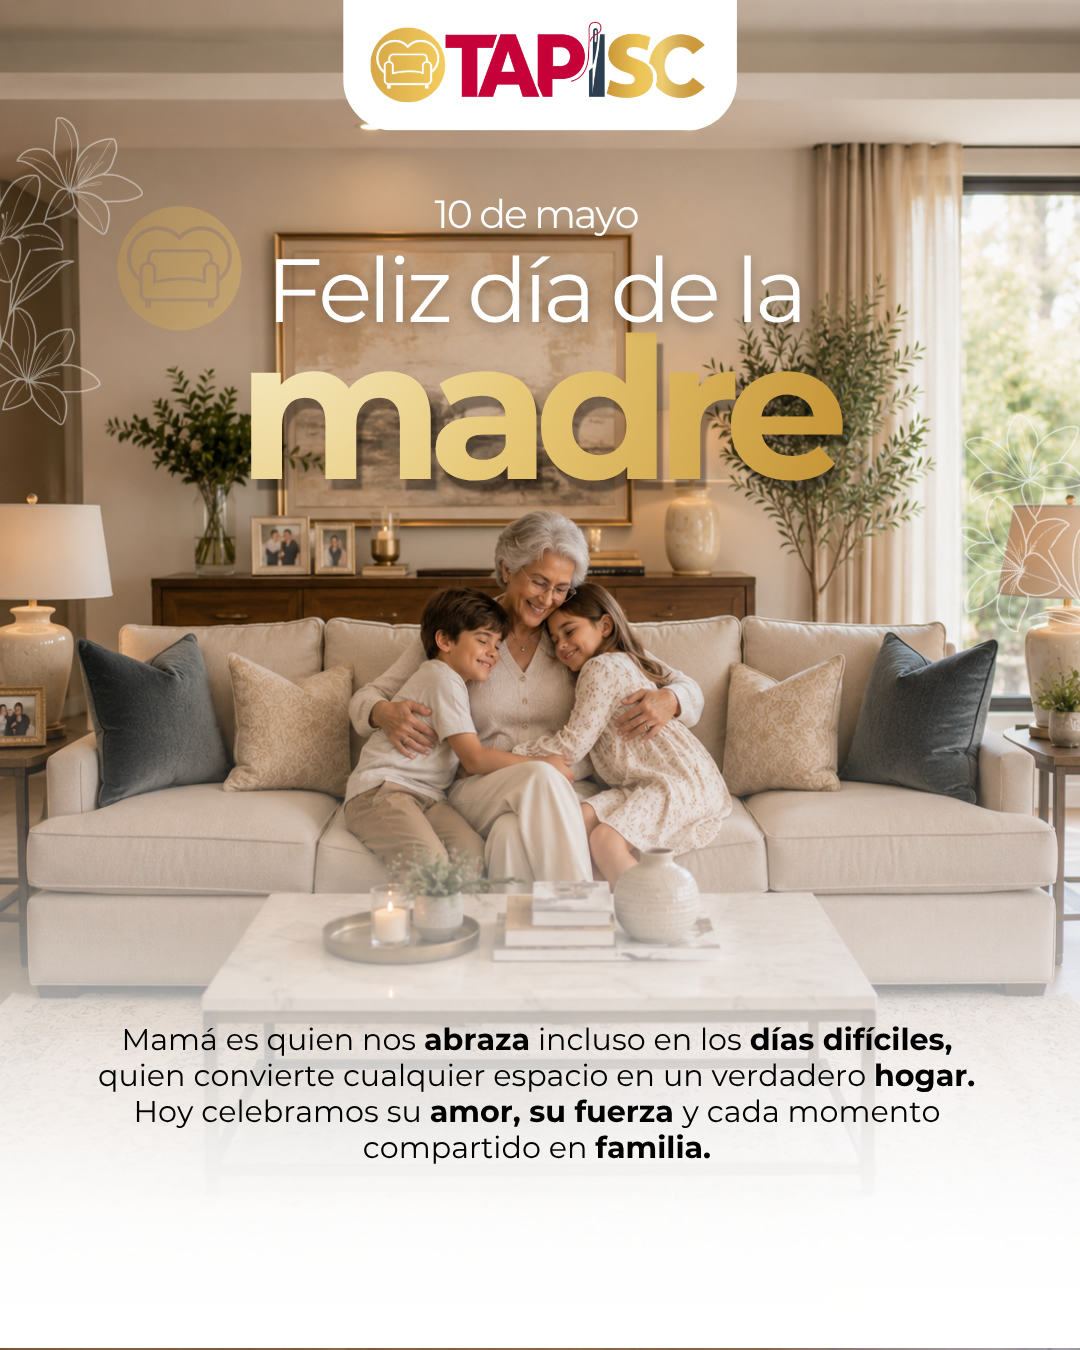 TAPISC
10 de mayo
Feliz día de la
madre
Mamá es quien nos abraza incluso en los días difíciles,
quien convierte cualquier espacio en un verdadero hogar.
Hoy celebramos su amor, su fuerza y cada momento
compartido en familia.